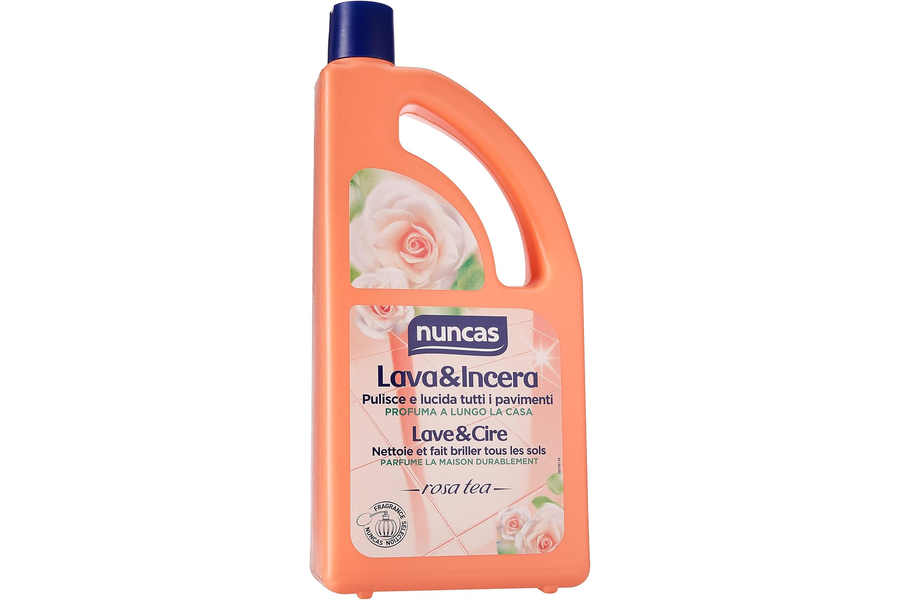 nuncas
Lava&Incera
Pulisce e lucida tutti i pavimenti
PROFUMA A LUNGO LA CASA
Lave&Cire
Nettoie et fait briller tous les sols
PARFUME LA MAISON DURABLEMENT
rosa tea
FRAGRANCE SELECTION
NUNCAS